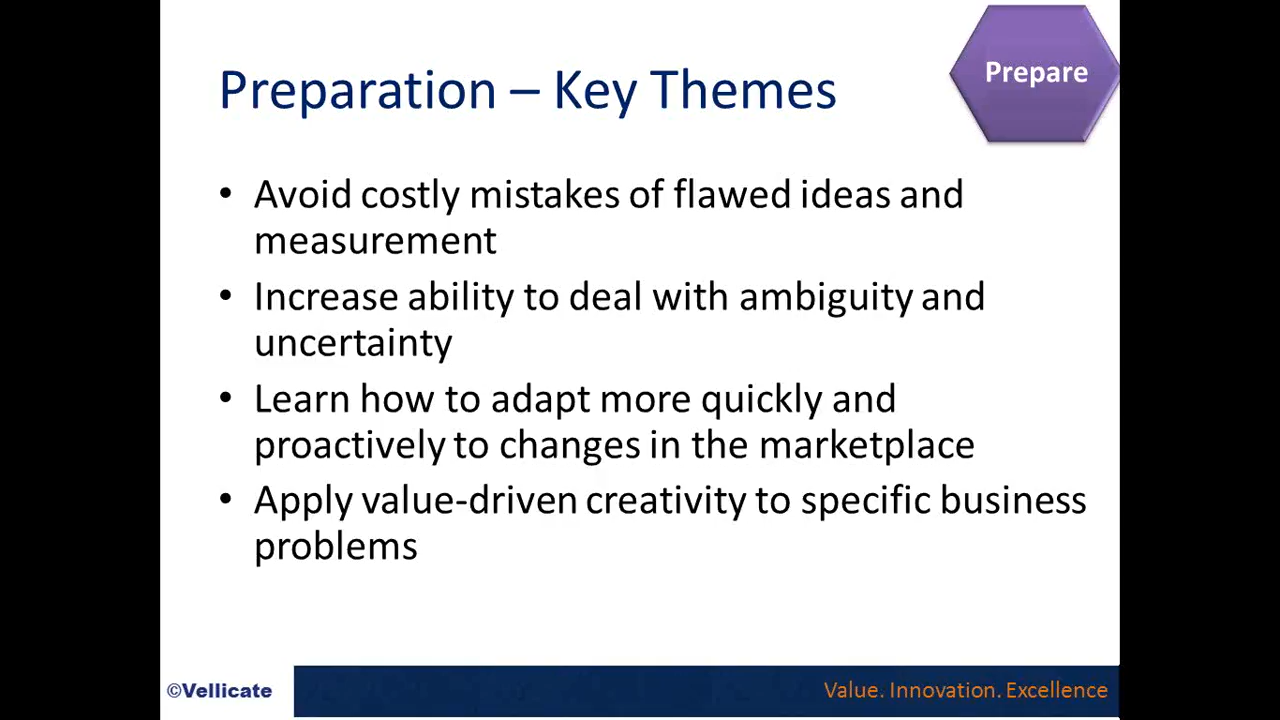 Prepare
Preparation – Key Themes
• Avoid costly mistakes of flawed ideas and
measurement
• Increase ability to deal with ambiguity and
uncertainty
• Learn how to adapt more quickly and
proactively to changes in the marketplace
• Apply value-driven creativity to specific business
problems
©Vellicate
Value. Innovation. Excellence